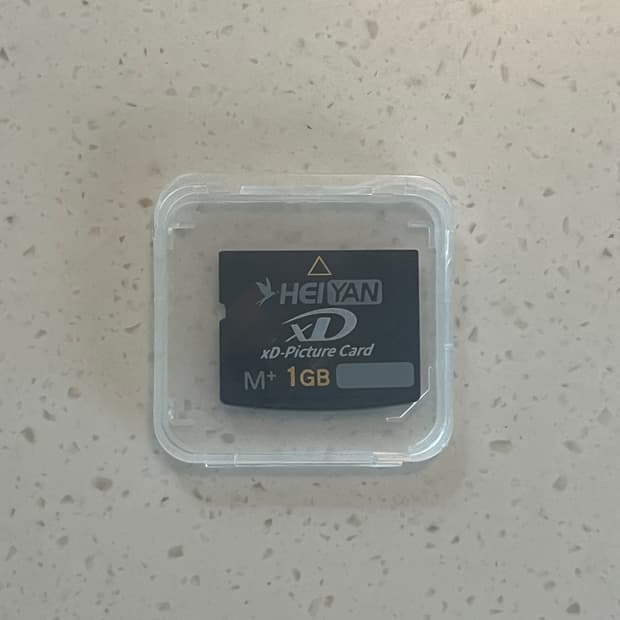 HEIYAN
xD
xD-Picture Card
M+ 1GB